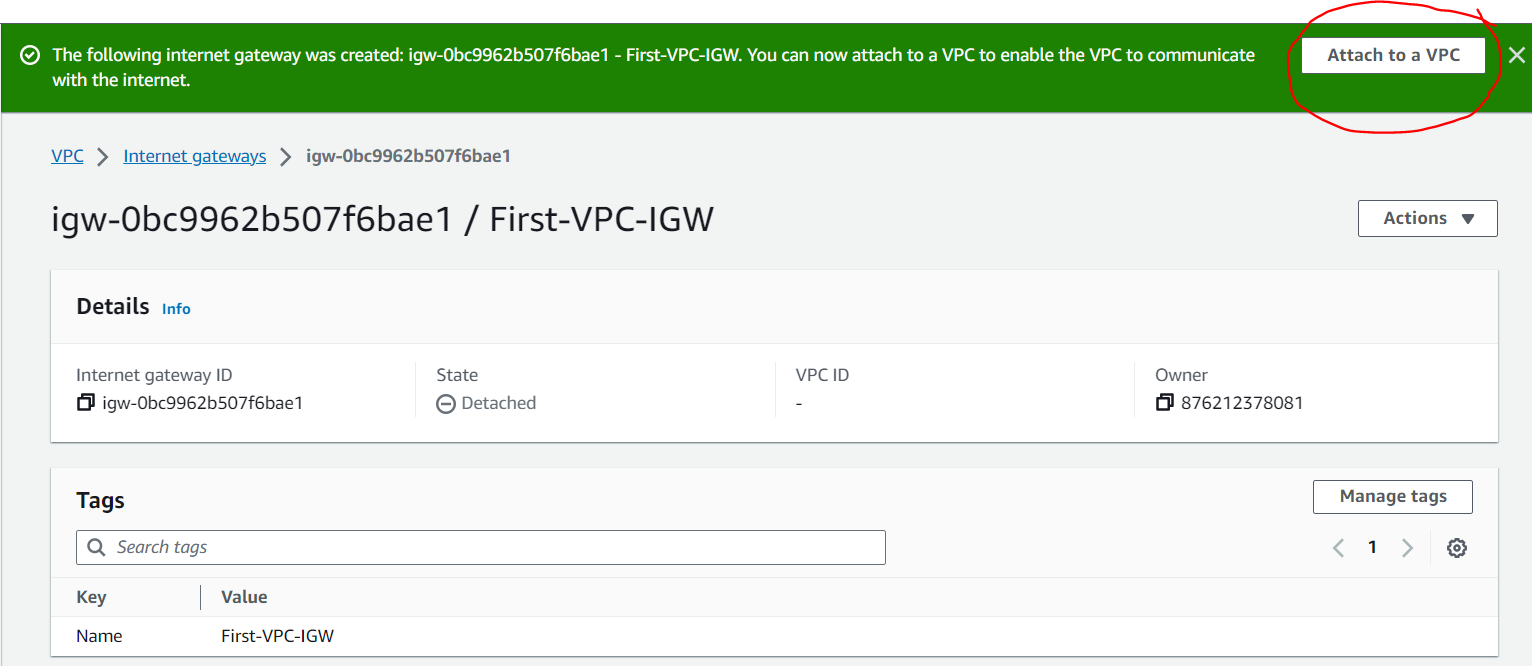 The following internet gateway was created: igw-0bc9962b507f6bae1 - First-VPC-IGW. You can now attach to a VPC to enable the VPC to communicate
with the internet.
Attach to a VPC
VPC
Internet gateways
igw-0bc9962b507f6bae1
igw-0bc9962b507f6bae1 / First-VPC-IGW
Actions
Details Info
Internet gateway ID
igw-0bc9962b507f6bae1
State
Detached
VPC ID
-
Owner
876212378081
Tags
Manage tags
Search tags
1
Key Value
Name First-VPC-IGW